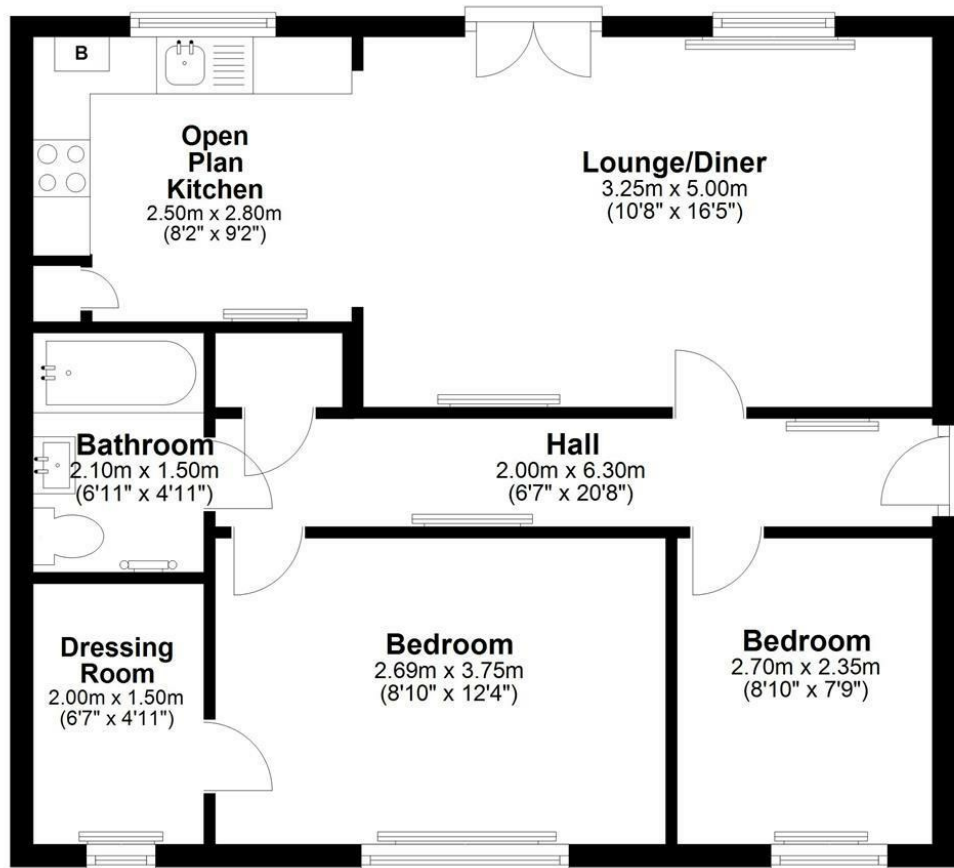 B
Open
Plan
Kitchen
2.50m x 2.80m
(8'2" x 9'2")
Lounge/Diner
3.25m x 5.00m
(10'8" x 16'5")
Bathroom
2.10m x 1.50m
(6'11" x 4'11")
Hall
2.00m x 6.30m
(6'7" x 20'8")
Dressing
Room
2.00m x 1.50m
(6'7" x 4'11")
Bedroom
2.69m x 3.75m
(8'10" x 12'4")
Bedroom
2.70m x 2.35m
(8'10" x 7'9")